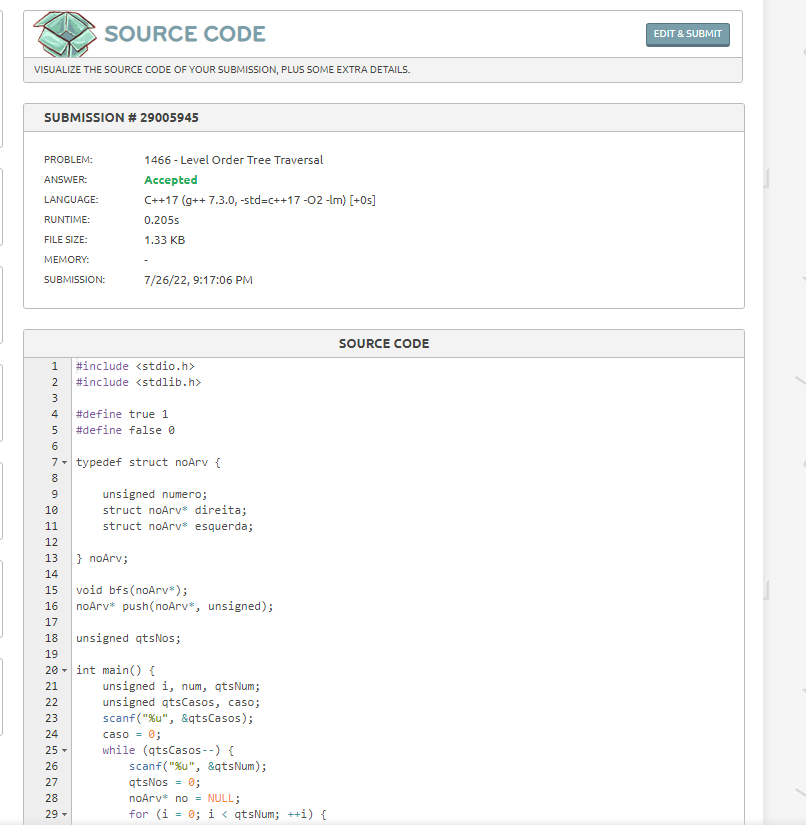 SOURCE CODE
EDIT & SUBMIT
VISUALIZE THE SOURCE CODE OF YOUR SUBMISSION, PLUS SOME EXTRA DETAILS.
SUBMISSION # 29005945
PROBLEM: 1466 - Level Order Tree Traversal
ANSWER: Accepted
LANGUAGE: C++17 (g++ 7.3.0, -std=c++17 -O2 -lm) [+0s]
RUNTIME: 0.205s
FILE SIZE: 1.33 KB
MEMORY: -
SUBMISSION: 7/26/22, 9:17:06 PM
SOURCE CODE
1 #include <stdio.h>
2 #include <stdlib.h>
3
4 #define true 1
5 #define false 0
6
7 typedef struct noArv {
8
9     unsigned numero;
10     struct noArv* direita;
11     struct noArv* esquerda;
12
13 } noArv;
14
15 void bfs(noArv*);
16 noArv* push(noArv*, unsigned);
17
18 unsigned qtsNos;
19
20 int main() {
21     unsigned i, num, qtsNum;
22     unsigned qtsCasos, caso;
23     scanf("%u", &qtsCasos);
24     caso = 0;
25     while (qtsCasos--) {
26         scanf("%u", &qtsNum);
27         qtsNos = 0;
28         noArv* no = NULL;
29         for (i = 0; i < qtsNum; ++i) {